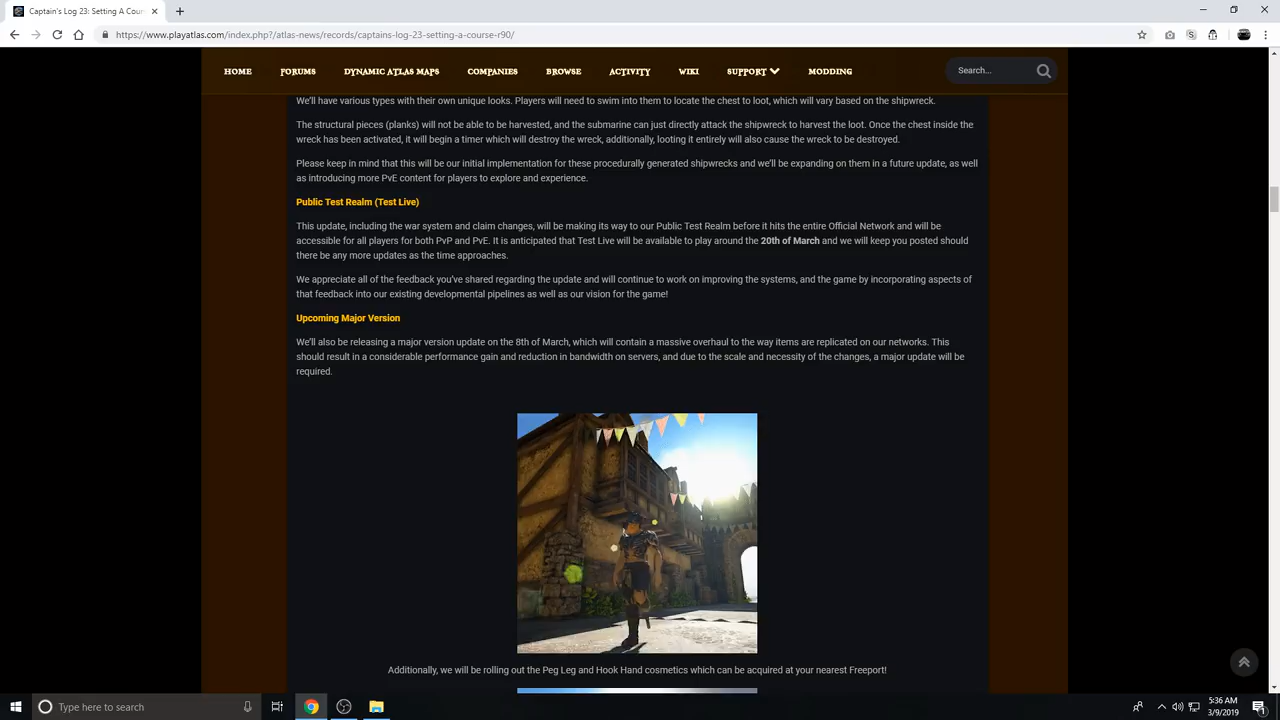 Captain's Log 23: Setting A Cour
https://www.playatlas.com/index.php?/atlas-news/records/captains-log-23-setting-a-course-r90/
HOME FORUMS DYNAMIC ATLAS MAPS COMPANIES BROWSE ACTIVITY WIKI SUPPORT MODDING Search...
We'll have various types with their own unique looks. Players will need to swim into them to locate the chest to loot, which will vary based on the shipwreck.
The structural pieces (planks) will not be able to be harvested, and the submarine can just directly attack the shipwreck to harvest the loot. Once the chest inside the
wreck has been activated, it will begin a timer which will destroy the wreck, additionally, looting it entirely will also cause the wreck to be destroyed.
Please keep in mind that this will be our initial implementation for these procedurally generated shipwrecks and we'll be expanding on them in a future update, as well
as introducing more PvE content for players to explore and experience.
Public Test Realm (Test Live)
This update, including the war system and claim changes, will be making its way to our Public Test Realm before it hits the entire Official Network and will be
accessible for all players for both PvP and PvE. It is anticipated that Test Live will be available to play around the 20th of March and we will keep you posted should
there be any more updates as the time approaches.
We appreciate all of the feedback you've shared regarding the update and will continue to work on improving the systems, and the game by incorporating aspects of
that feedback into our existing developmental pipelines as well as our vision for the game!
Upcoming Major Version
We'll also be releasing a major version update on the 8th of March, which will contain a massive overhaul to the way items are replicated on our networks. This
should result in a considerable performance gain and reduction in bandwidth on servers, and due to the scale and necessity of the changes, a major update will be
required.
Additionally, we will be rolling out the Peg Leg and Hook Hand cosmetics which can be acquired at your nearest Freeport!
Type here to search
5:36 AM
3/9/2019